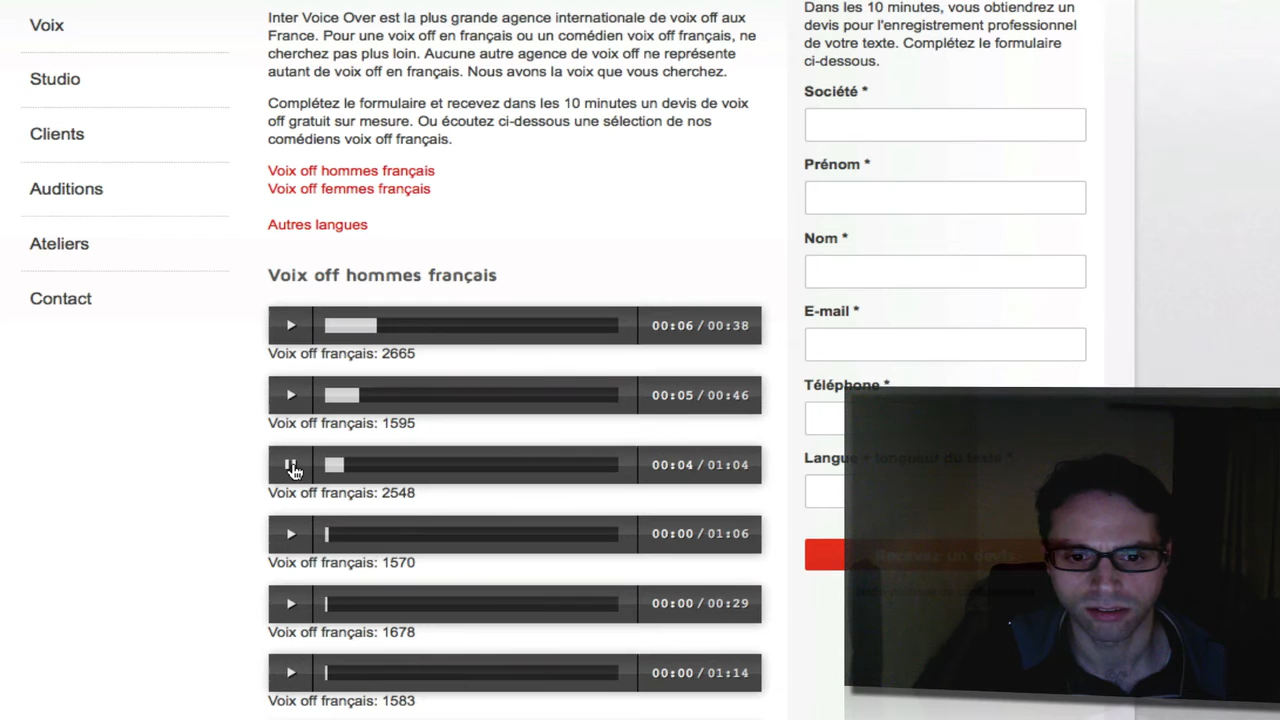 Voix
Studio
Clients
Auditions
Ateliers
Contact
Inter Voice Over est la plus grande agence internationale de voix off aux
France. Pour une voix off en français ou un comédien voix off français, ne
cherchez pas plus loin. Aucune autre agence de voix off ne représente
autant de voix off en français. Nous avons la voix que vous cherchez.
Complétez le formulaire et recevez dans les 10 minutes un devis de voix
off gratuit sur mesure. Ou écoutez ci-dessous une sélection de nos
comédiens voix off français.
Voix off hommes français
Voix off femmes français
Autres langues
Voix off hommes français
00:06/00:38
Voix off français: 2665
00:05/00:46
Voix off français: 1595
00:04/01:04
Voix off français: 2548
00:00/01:06
Voix off français: 1570
00:00/00:29
Voix off français: 1678
00:00/01:14
Voix off français: 1583
Dans les 10 minutes, vous obtiendrez un
devis pour l'enregistrement professionnel
de votre texte. Complétez le formulaire
ci-dessous.
Société *
Prénom *
Nom *
E-mail *
Téléphone *
Langue + longueur du texte *
Recevez un devis